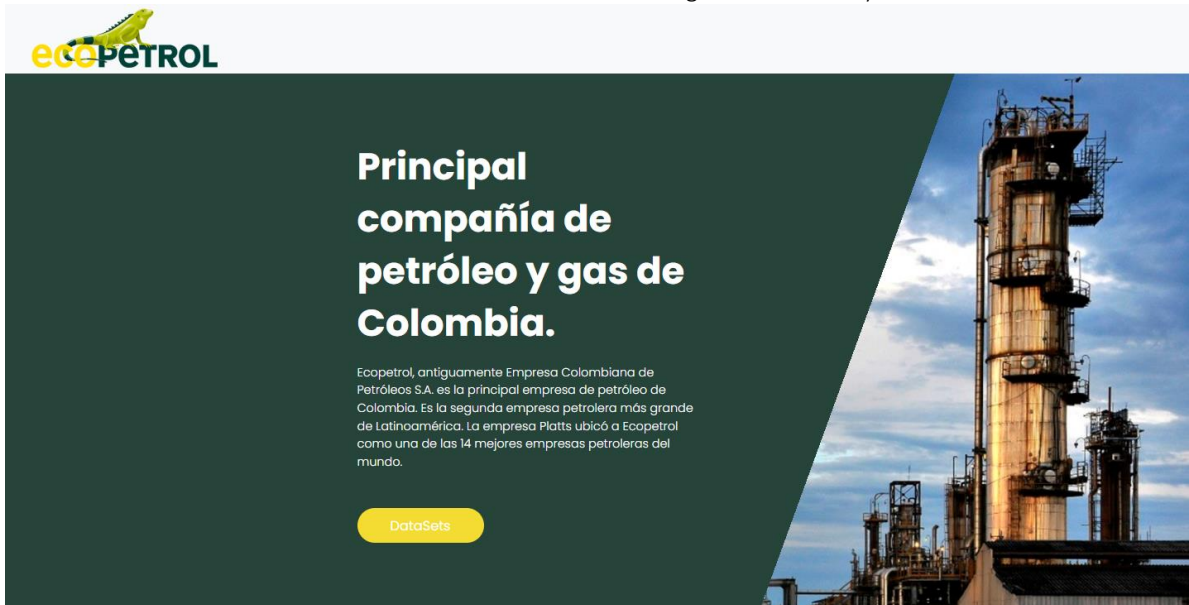 ecopetrol
Principal
compañía de
petróleo y gas de
Colombia.
Ecopetrol, antiguamente Empresa Colombiana de
Petróleos S.A. es la principal empresa de petróleo de
Colombia. Es la segunda empresa petrolera más grande
de Latinoamérica. La empresa Platts ubicó a Ecopetrol
como una de las 14 mejores empresas petroleras del
mundo.
DataSets